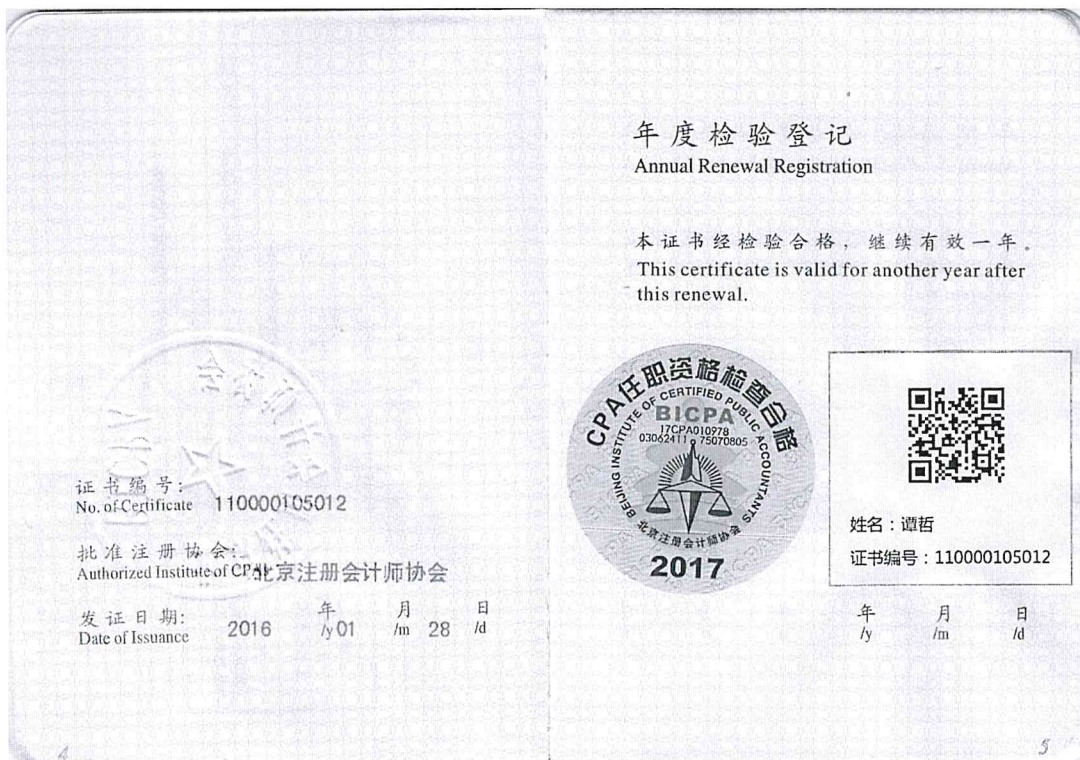 证书编号:
No. of Certificate
110000105012
批准注册协会:
Authorized Institute of CPA
北京注册会计师协会
发证日期:
Date of Issuance
2016 年 /y 01 月 /m 28 日 /d
4
年度检验登记
Annual Renewal Registration
本证书经检验合格，继续有效一年。
This certificate is valid for another year after
this renewal.
CPA任职资格检查合格
BEIJING INSTITUTE OF CERTIFIED PUBLIC ACCOUNTANTS
BICPA
17CPA010978
03062411 75070805
北京注册会计师协会
2017
姓名：谭哲
证书编号：110000105012
年 月 日
/y /m /d
5